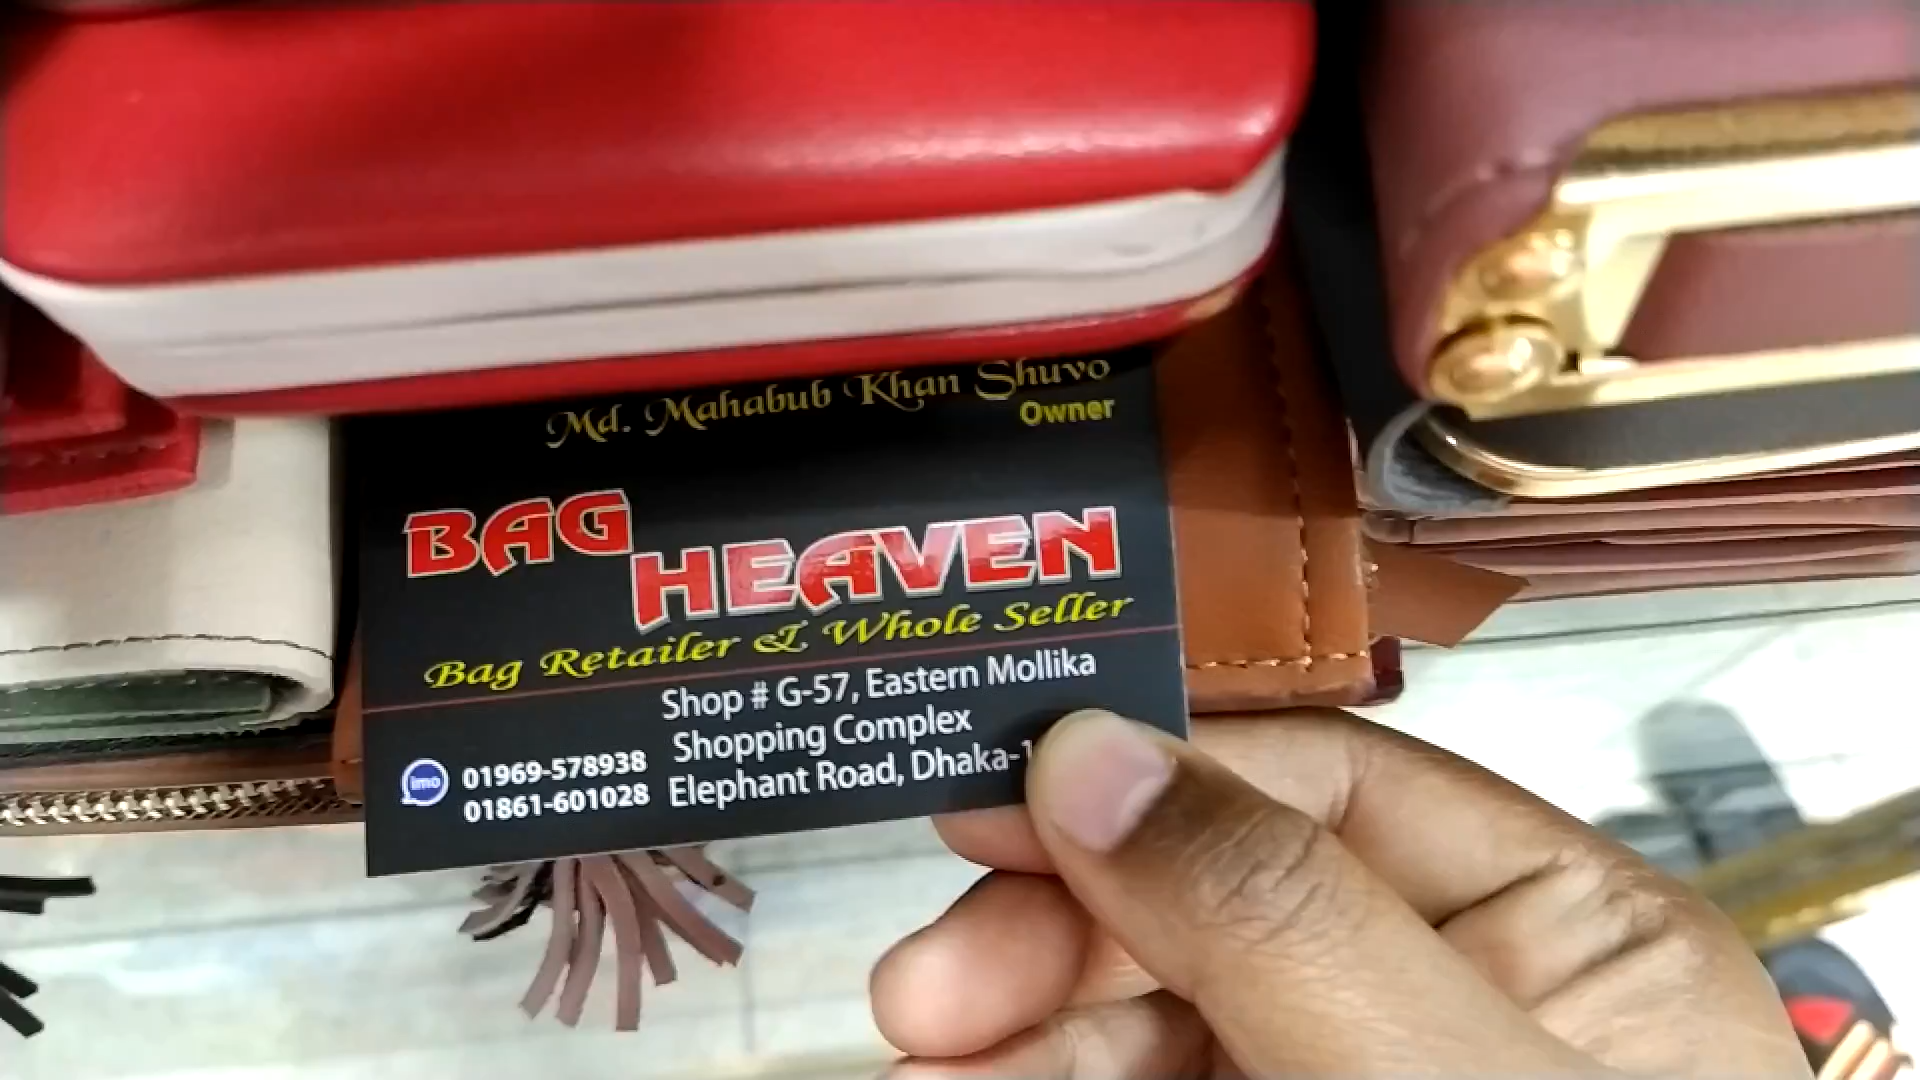 Md. Mahabub Khan Shuvo
Owner
BAG
HEAVEN
Bag Retailer & Whole Seller
Shop # G-57, Eastern Mollika
Shopping Complex
Elephant Road, Dhaka-1
imo
01969-578938
01861-601028